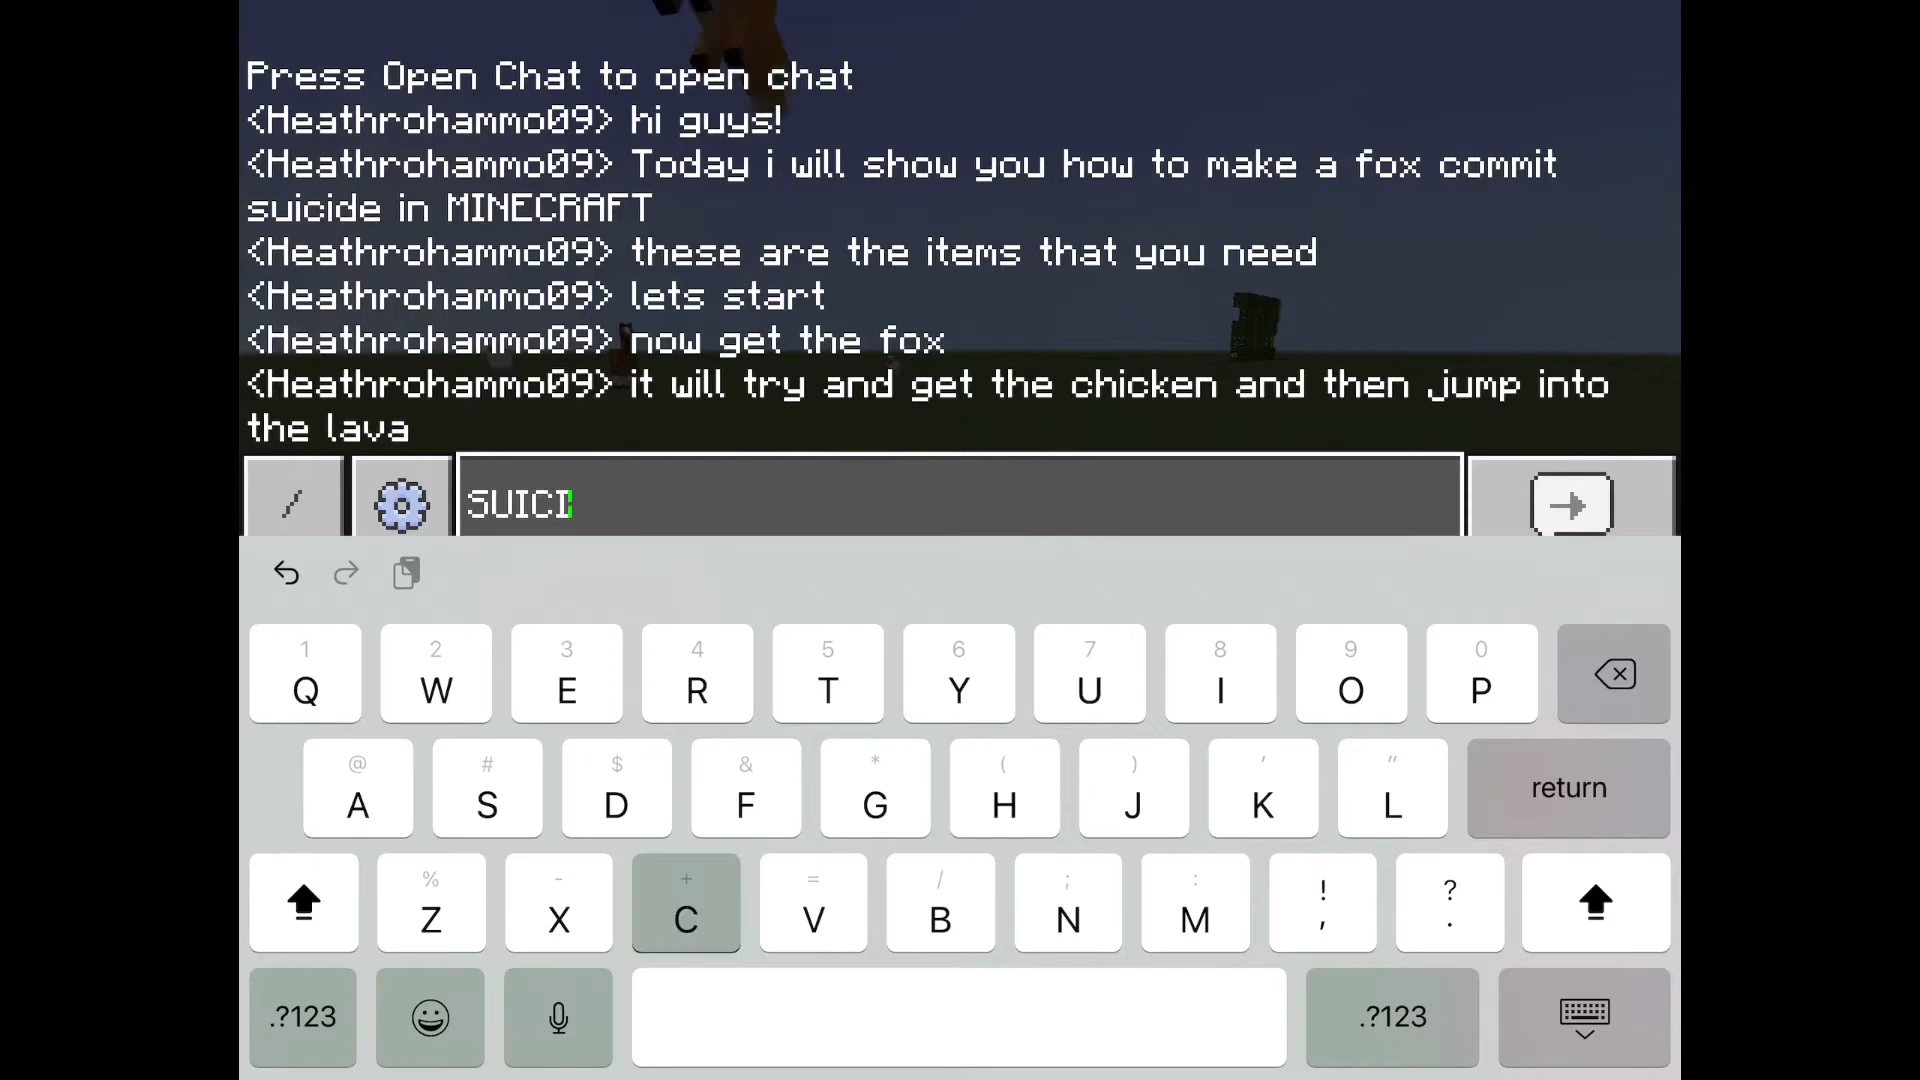 Press Open Chat to open chat
<Heathrohammo09> hi guys!
<Heathrohammo09> Today i will show you how to make a fox commit
suicide in MINECRAFT
<Heathrohammo09> these are the items that you need
<Heathrohammo09> lets start
<Heathrohammo09> now get the fox
<Heathrohammo09> it will try and get the chicken and then jump into
the lava
/ SUICI
1 2 3 4 5 6 7 8 9 0
Q W E R T Y U I O P
@ # $ & * ( ) ' "
A S D F G H J K L return
% - + = / ; : ! ?
Z X C V B N M , .
.?123 .?123